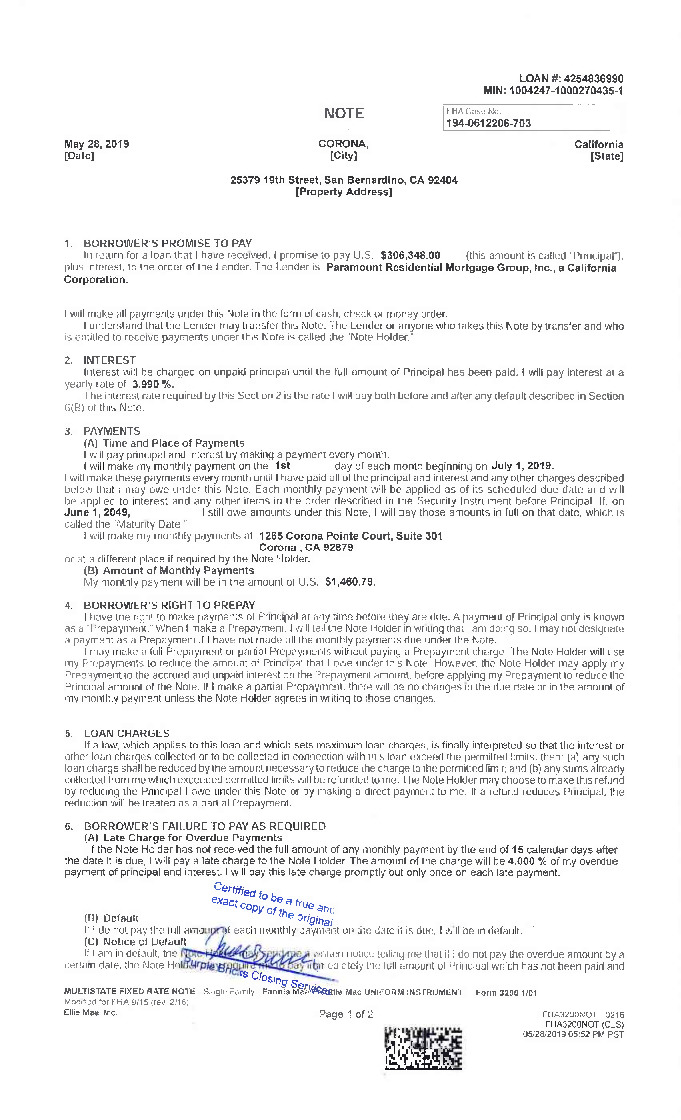 LOAN #: 4254836990
MIN: 1004247-1000270435-1
NOTE
FHA Case No.
194-0612206-703
May 28, 2019 CORONA, California
[Date] [City] [State]
25379 19th Street, San Bernardino, CA 92404
[Property Address]
1. BORROWER'S PROMISE TO PAY
In return for a loan that I have received, I promise to pay U.S. $306,348.00 (this amount is called "Principal"),
plus interest, to the order of the Lender. The Lender is Paramount Residential Mortgage Group, Inc., a California
Corporation.
I will make all payments under this Note in the form of cash, check or money order.
I understand that the Lender may transfer this Note. The Lender or anyone who takes this Note by transfer and who
is entitled to receive payments under this Note is called the "Note Holder."
2. INTEREST
Interest will be charged on unpaid principal until the full amount of Principal has been paid. I will pay interest at a
yearly rate of 3.990 %.
The interest rate required by this Section 2 is the rate I will pay both before and after any default described in Section
6(B) of this Note.
3. PAYMENTS
(A) Time and Place of Payments
I will pay principal and interest by making a payment every month.
I will make my monthly payment on the 1st day of each month beginning on July 1, 2019.
I will make these payments every month until I have paid all of the principal and interest and any other charges described
below that I may owe under this Note. Each monthly payment will be applied as of its scheduled due date and will
be applied to interest and any other items in the order described in the Security Instrument before Principal. If, on
June 1, 2049, I still owe amounts under this Note, I will pay those amounts in full on that date, which is
called the "Maturity Date."
I will make my monthly payments at 1265 Corona Pointe Court, Suite 301
Corona , CA 92879
or at a different place if required by the Note Holder.
(B) Amount of Monthly Payments
My monthly payment will be in the amount of U.S. $1,460.79.
4. BORROWER'S RIGHT TO PREPAY
I have the right to make payments of Principal at any time before they are due. A payment of Principal only is known
as a "Prepayment." When I make a Prepayment, I will tell the Note Holder in writing that I am doing so. I may not designate
a payment as a Prepayment if I have not made all the monthly payments due under the Note.
I may make a full Prepayment or partial Prepayments without paying a Prepayment charge. The Note Holder will use
my Prepayments to reduce the amount of Principal that I owe under this Note. However, the Note Holder may apply my
Prepayment to the accrued and unpaid interest on the Prepayment amount, before applying my Prepayment to reduce the
Principal amount of the Note. If I make a partial Prepayment, there will be no changes in the due date or in the amount of
my monthly payment unless the Note Holder agrees in writing to those changes.
5. LOAN CHARGES
If a law, which applies to this loan and which sets maximum loan charges, is finally interpreted so that the interest or
other loan charges collected or to be collected in connection with this loan exceed the permitted limits, then: (a) any such
loan charge shall be reduced by the amount necessary to reduce the charge to the permitted limit; and (b) any sums already
collected from me which exceeded permitted limits will be refunded to me. The Note Holder may choose to make this refund
by reducing the Principal I owe under this Note or by making a direct payment to me. If a refund reduces Principal, the
reduction will be treated as a partial Prepayment.
6. BORROWER'S FAILURE TO PAY AS REQUIRED
(A) Late Charge for Overdue Payments
If the Note Holder has not received the full amount of any monthly payment by the end of 15 calendar days after
the date it is due, I will pay a late charge to the Note Holder. The amount of the charge will be 4.000 % of my overdue
payment of principal and interest. I will pay this late charge promptly but only once on each late payment.
Certified to be a true and
exact copy of the original
(B) Default
If I do not pay the full amount of each monthly payment on the date it is due, I will be in default.
(C) Notice of Default
If I am in default, the Note Holder may send me a written notice telling me that if I do not pay the overdue amount by a
certain date, the Note Holder may require me to pay immediately the full amount of Principal which has not been paid and
Purple Bricks Closing Services
MULTISTATE FIXED RATE NOTE - Single Family - Fannie Mae/Freddie Mac UNIFORM INSTRUMENT Form 3200 1/01
Modified for FHA 9/15 (rev. 2/16)
Ellie Mae, Inc. Page 1 of 2 FHA3200NOT 0216
FHA3200NOT (CLS)
05/28/2019 05:52 PM PST